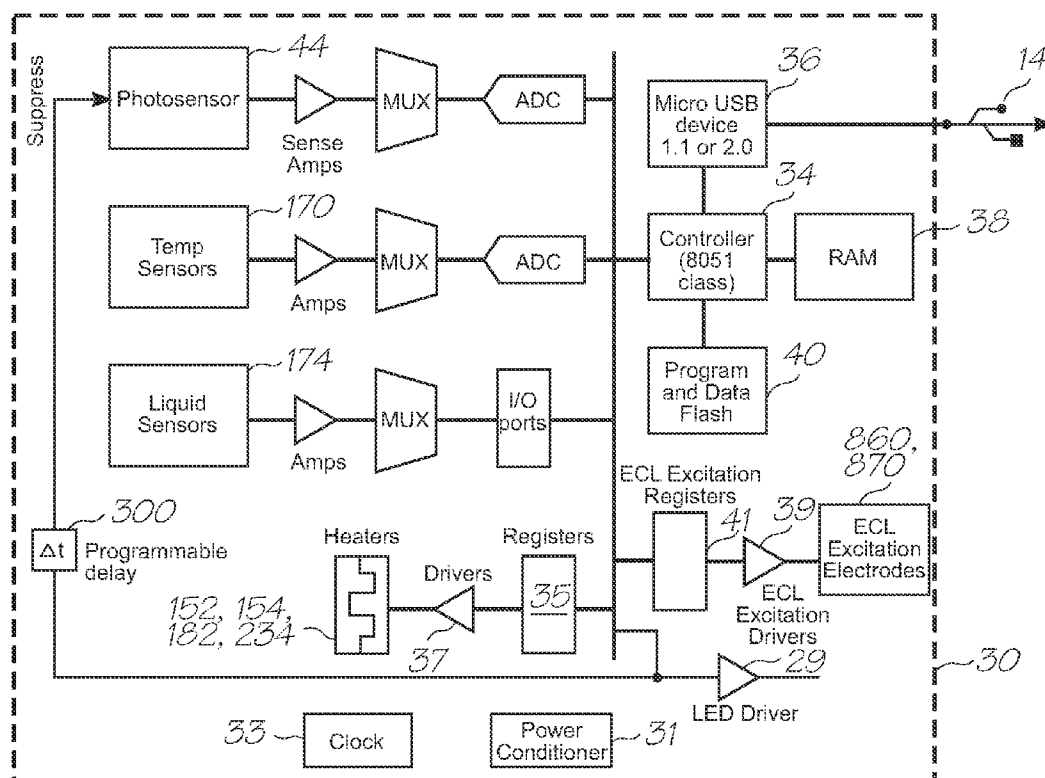 44
36
14
Suppress
Photosensor
MUX
ADC
Micro USB
device
1.1 or 2.0
Sense
Amps
34
170
38
Temp
Sensors
MUX
ADC
Controller
(8051
class)
RAM
Amps
174
40
Liquid
Sensors
MUX
I/O
ports
Program
and Data
Flash
Amps
860,
870
ECL Excitation
Registers
300
39
Δt
Programmable
delay
Heaters
Registers
41
ECL
Excitation
Electrodes
Drivers
35
152, 154,
182, 234
37
ECL
Excitation
Drivers
29
30
LED Driver
33
Clock
Power
Conditioner
31